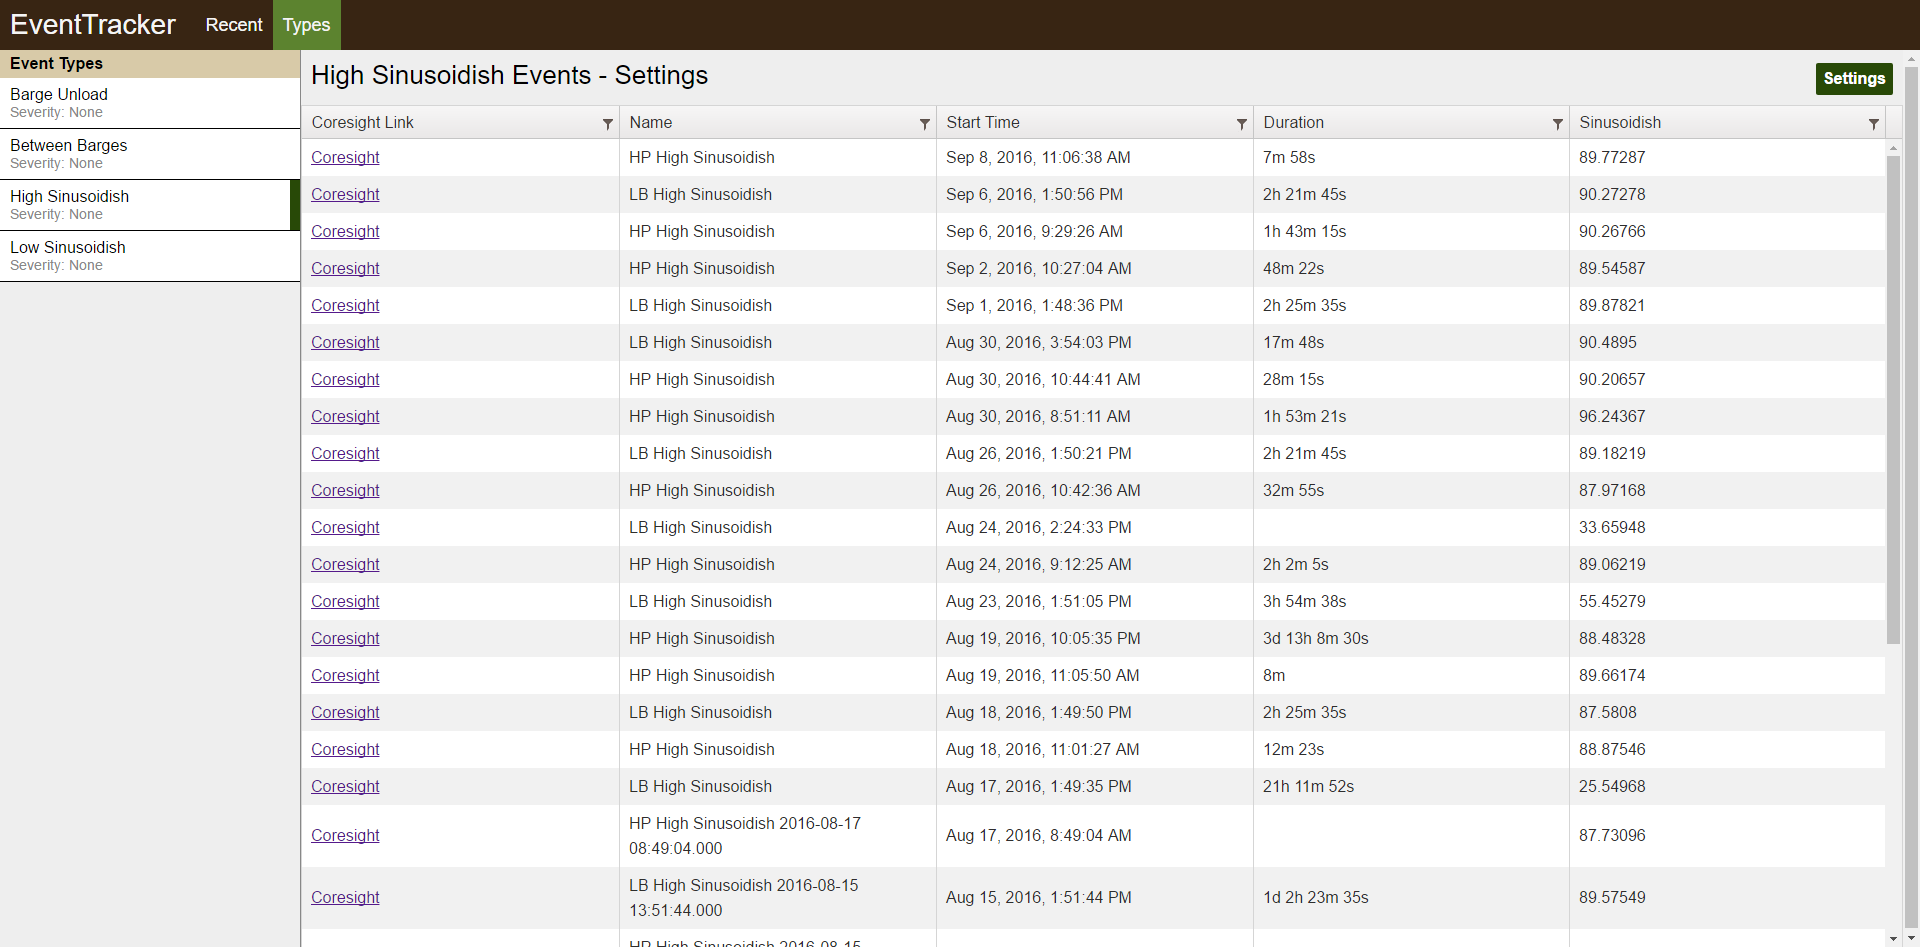 EventTracker Recent Types
Event Types
Barge Unload
Severity: None
Between Barges
Severity: None
High Sinusoidish
Severity: None
Low Sinusoidish
Severity: None
High Sinusoidish Events - Settings
Settings
Coresight Link Name Start Time Duration Sinusoidish
Coresight HP High Sinusoidish Sep 8, 2016, 11:06:38 AM 7m 58s 89.77287
Coresight LB High Sinusoidish Sep 6, 2016, 1:50:56 PM 2h 21m 45s 90.27278
Coresight HP High Sinusoidish Sep 6, 2016, 9:29:26 AM 1h 43m 15s 90.26766
Coresight HP High Sinusoidish Sep 2, 2016, 10:27:04 AM 48m 22s 89.54587
Coresight LB High Sinusoidish Sep 1, 2016, 1:48:36 PM 2h 25m 35s 89.87821
Coresight LB High Sinusoidish Aug 30, 2016, 3:54:03 PM 17m 48s 90.4895
Coresight HP High Sinusoidish Aug 30, 2016, 10:44:41 AM 28m 15s 90.20657
Coresight HP High Sinusoidish Aug 30, 2016, 8:51:11 AM 1h 53m 21s 96.24367
Coresight LB High Sinusoidish Aug 26, 2016, 1:50:21 PM 2h 21m 45s 89.18219
Coresight HP High Sinusoidish Aug 26, 2016, 10:42:36 AM 32m 55s 87.97168
Coresight LB High Sinusoidish Aug 24, 2016, 2:24:33 PM 33.65948
Coresight HP High Sinusoidish Aug 24, 2016, 9:12:25 AM 2h 2m 5s 89.06219
Coresight LB High Sinusoidish Aug 23, 2016, 1:51:05 PM 3h 54m 38s 55.45279
Coresight HP High Sinusoidish Aug 19, 2016, 10:05:35 PM 3d 13h 8m 30s 88.48328
Coresight HP High Sinusoidish Aug 19, 2016, 11:05:50 AM 8m 89.66174
Coresight LB High Sinusoidish Aug 18, 2016, 1:49:50 PM 2h 25m 35s 87.5808
Coresight HP High Sinusoidish Aug 18, 2016, 11:01:27 AM 12m 23s 88.87546
Coresight LB High Sinusoidish Aug 17, 2016, 1:49:35 PM 21h 11m 52s 25.54968
HP High Sinusoidish 2016-08-17
Coresight Aug 17, 2016, 8:49:04 AM 87.73096
08:49:04.000
LB High Sinusoidish 2016-08-15
Coresight Aug 15, 2016, 1:51:44 PM 1d 2h 23m 35s 89.57549
13:51:44.000
HP High Sinusoidish 2016-08-15